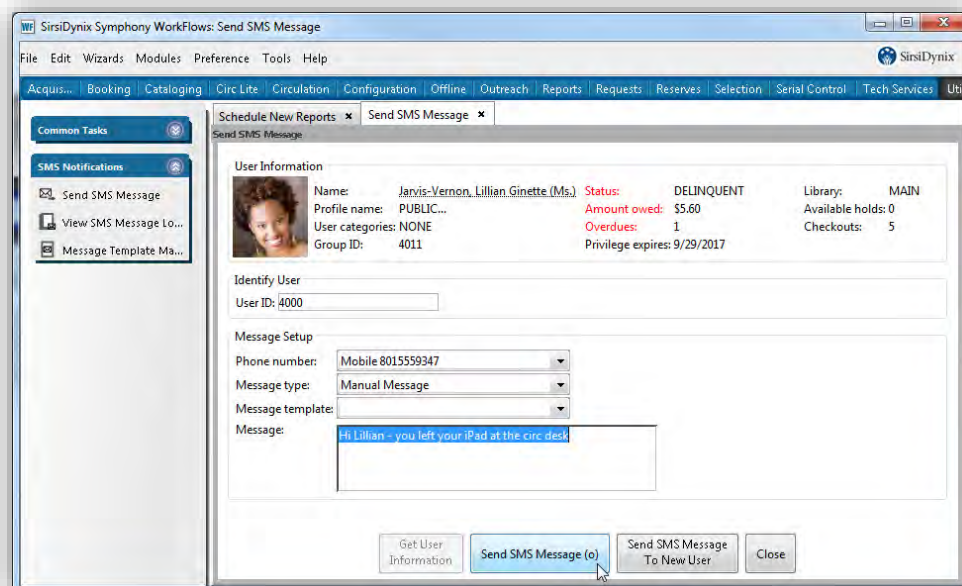 WF SirsiDynix Symphony WorkFlows: Send SMS Message
File Edit Wizards Modules Preference Tools Help
SirsiDynix
Acquis... Booking Cataloging Circ Lite Circulation Configuration Offline Outreach Reports Requests Reserves Selection Serial Control Tech Services Uti
Common Tasks
SMS Notifications
Send SMS Message
View SMS Message Lo...
Message Template Ma...
Schedule New Reports × Send SMS Message ×
Send SMS Message
User Information
Name: Jarvis-Vernon, Lillian Ginette (Ms.) Status: DELINQUENT Library: MAIN
Profile name: PUBLIC... Amount owed: $5.60 Available holds: 0
User categories: NONE Overdues: 1 Checkouts: 5
Group ID: 4011 Privilege expires: 9/29/2017
Identify User
User ID: 4000
Message Setup
Phone number: Mobile 8015559347
Message type: Manual Message
Message template:
Message: Hi Lillian - you left your iPad at the circ desk
Get User Information
Send SMS Message (o)
Send SMS Message To New User
Close